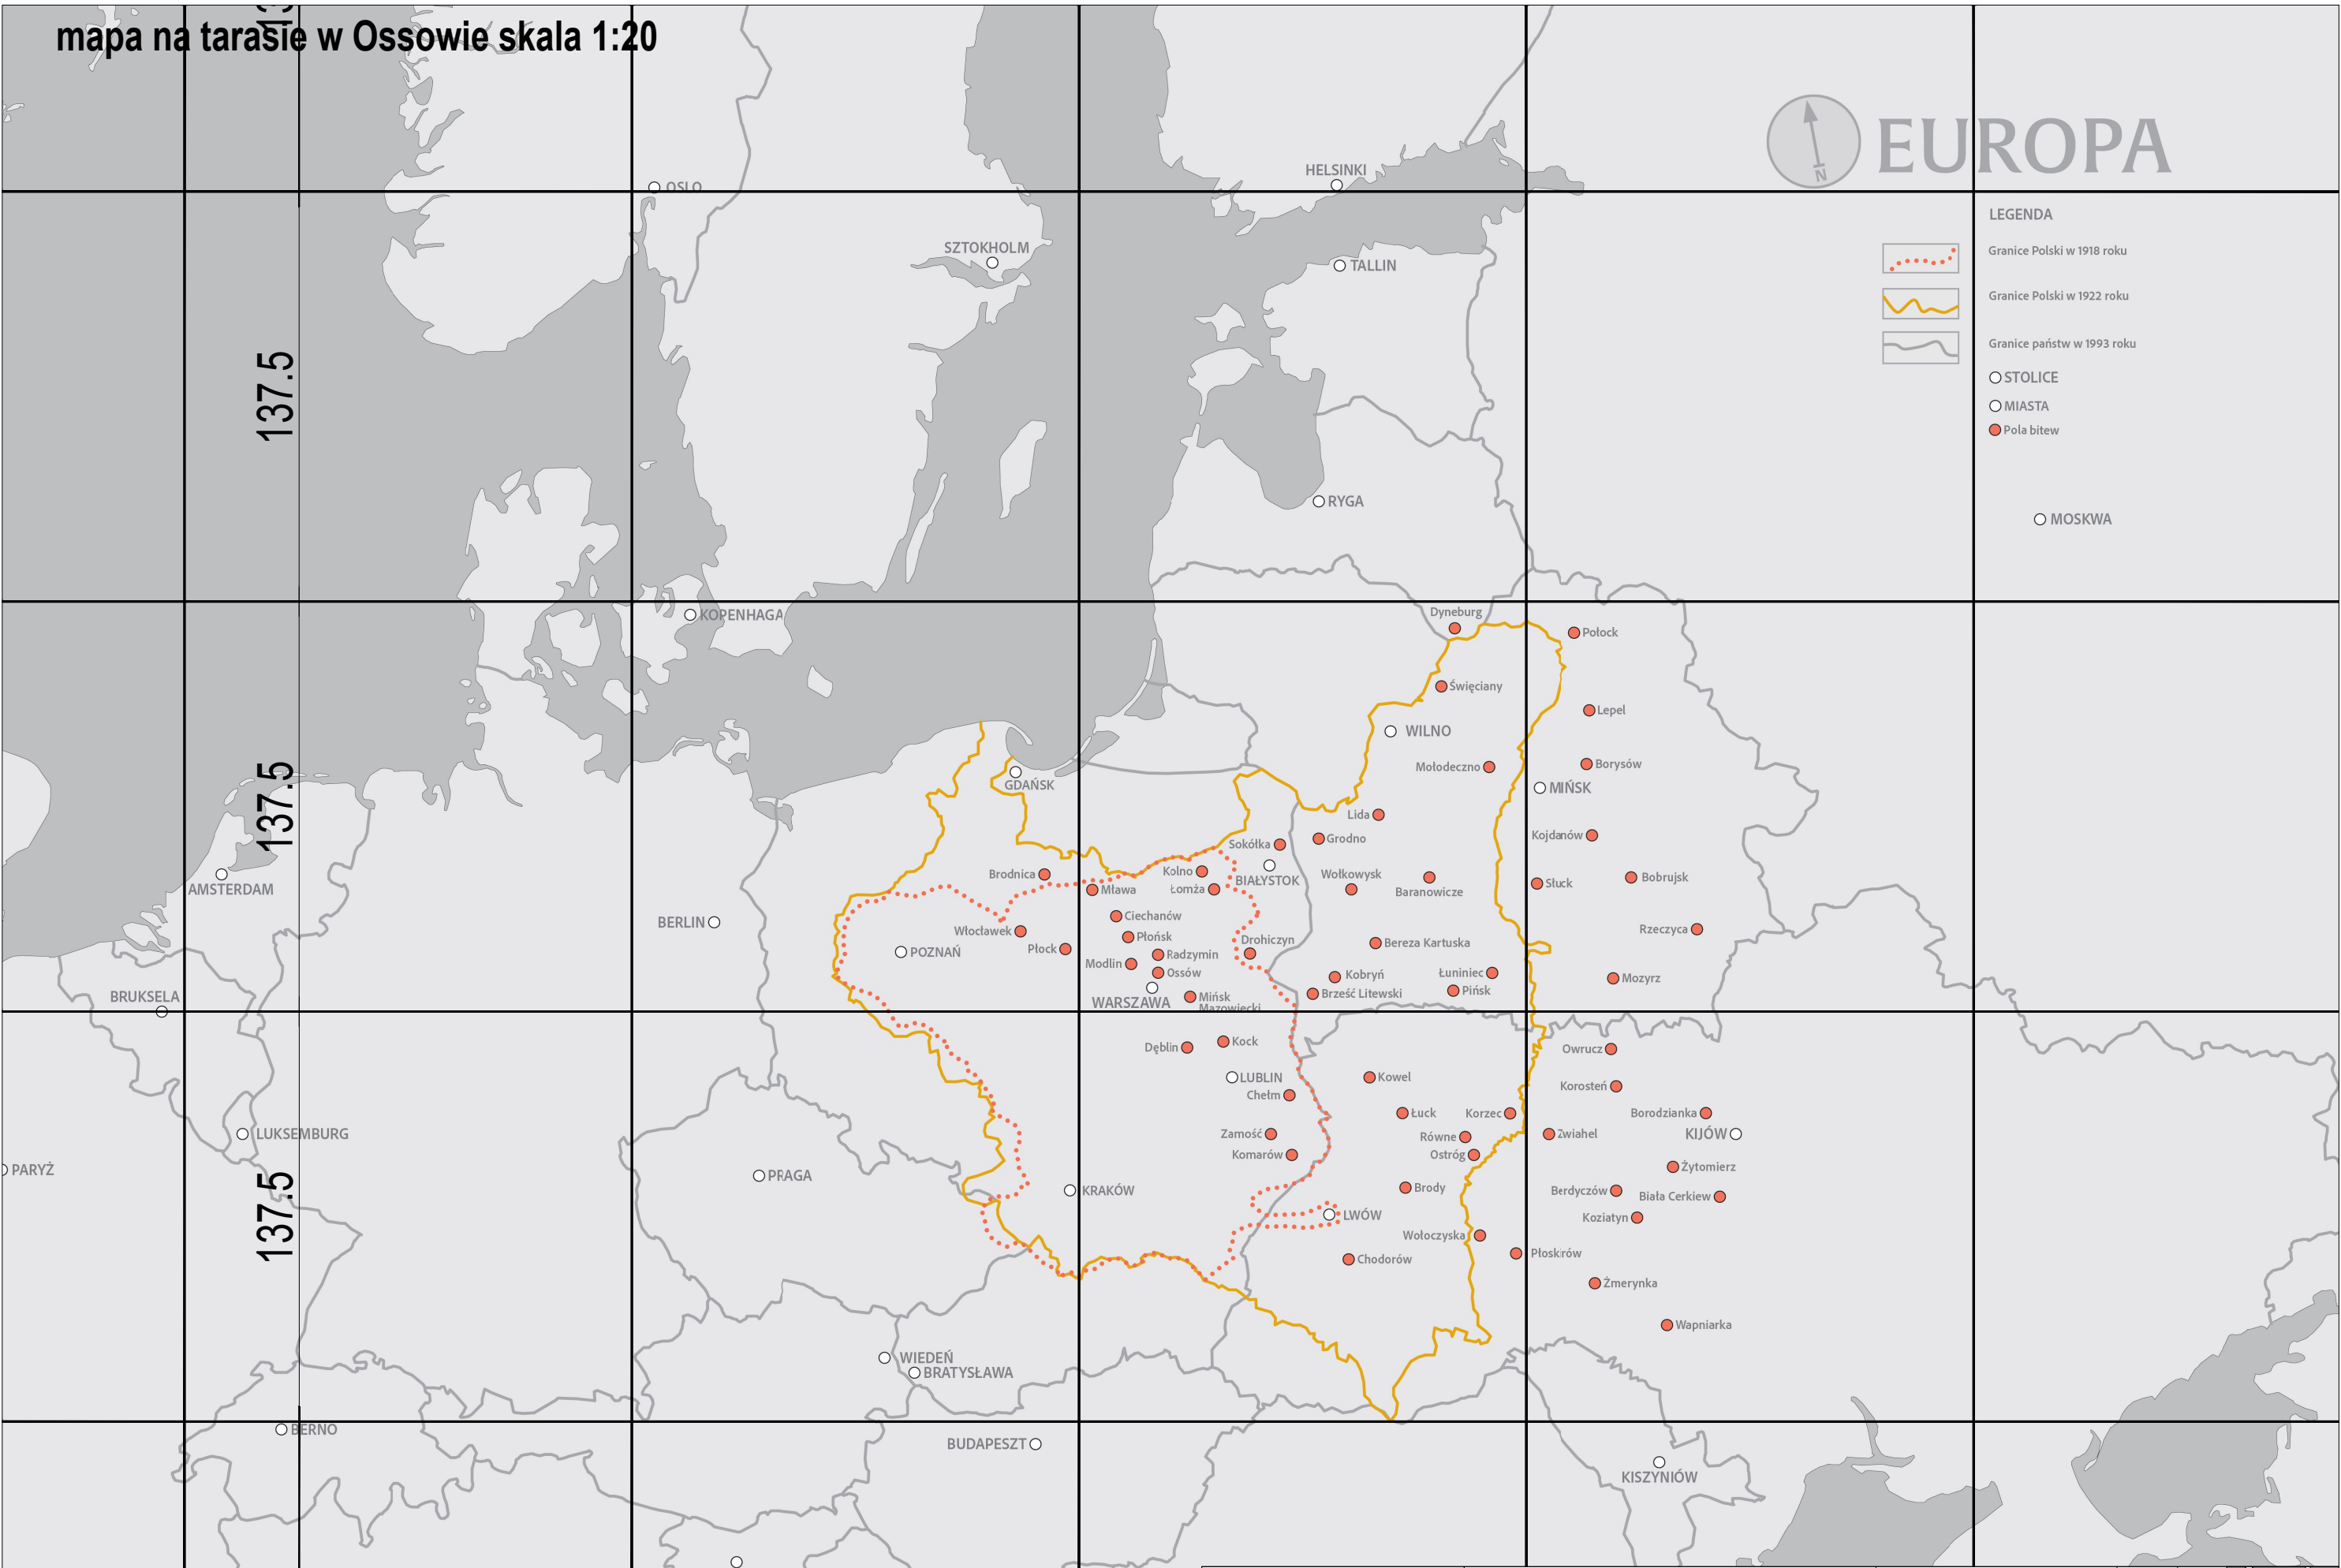 mapa na tarasie w Ossowie skala 1:20
EUROPA
N
HELSINKI
OSLO
LEGENDA
SZTOKHOLM
TALLIN
Granice Polski w 1918 roku
Granice Polski w 1922 roku
Granice państw w 1993 roku
137.5
STOLICE
MIASTA
Pola bitew
RYGA
MOSKWA
KOPENHAGA
Dyneburg
Połock
Święciany
Lepel
WILNO
Mołodeczno
Borysów
GDAŃSK
MIŃSK
137.5
Lida
Kojdanów
Grodno
Sokółka
Brodnica
Kolno
BIAŁYSTOK
Wołkowysk
Bobrujsk
AMSTERDAM
Mława
Łomża
Baranowicze
Słuck
Ciechanów
BERLIN
Włocławek
Rzeczyca
Płońsk
Drohiczyn
Bereza Kartuska
Płock
POZNAŃ
Radzymin
Modlin
Ossów
Kobryń
Łuniniec
Mozyrz
BRUKSELA
WARSZAWA
Mińsk
Mazowiecki
Brześć Litewski
Pińsk
Dęblin
Kock
Owrucz
LUBLIN
Kowel
Korosteń
Chełm
Łuck
Korzec
Borodzianka
LUKSEMBURG
Zamość
Równe
Zwiahel
KIJÓW
Komarów
Ostróg
PARYŻ
Żytomierz
PRAGA
KRAKÓW
Brody
Berdyczów
Biała Cerkiew
137.5
LWÓW
Koziatyn
Wołoczyska
Płoskirów
Chodorów
Żmerynka
Wapniarka
WIEDEŃ
BRATYSŁAWA
BERNO
BUDAPESZT
KISZYNIÓW